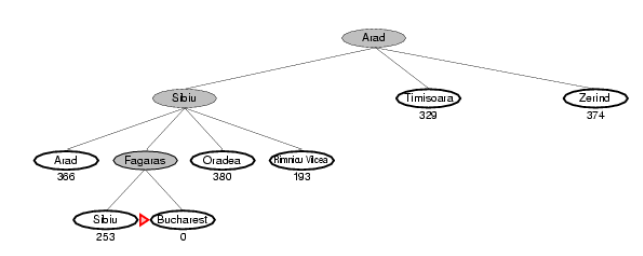 Arad
Sibiu Timisoara Zerind
329 374
Arad Fagaras Oradea Rimnicu Vilcea
366 380 193
Sibiu Bucharest
253 0